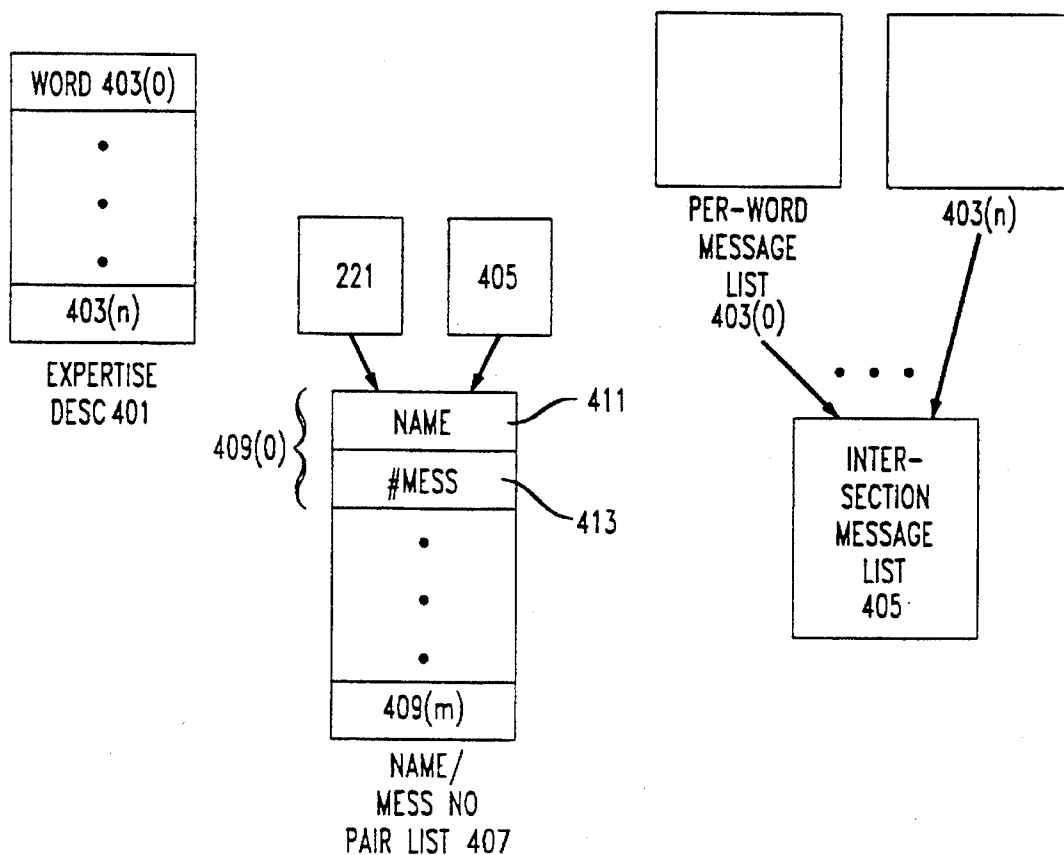 WORD 403(0)
403(n)
EXPERTISE
DESC 401
221
405
409(0)
NAME
411
#MESS
413
409(m)
NAME/
MESS NO
PAIR LIST 407
PER-WORD
MESSAGE
LIST
403(0)
403(n)
INTER-
SECTION
MESSAGE
LIST
405